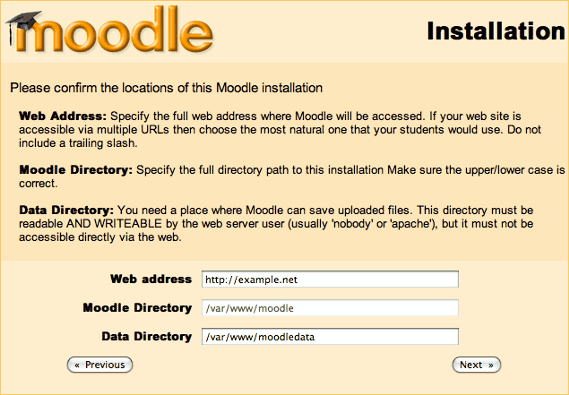 moodle
Installation
Please confirm the locations of this Moodle installation
Web Address: Specify the full web address where Moodle will be accessed. If your web site is
accessible via multiple URLs then choose the most natural one that your students would use. Do not
include a trailing slash.
Moodle Directory: Specify the full directory path to this installation Make sure the upper/lower case is
correct.
Data Directory: You need a place where Moodle can save uploaded files. This directory must be
readable AND WRITEABLE by the web server user (usually 'nobody' or 'apache'), but it must not be
accessible directly via the web.
Web address http://example.net
Moodle Directory /var/www/moodle
Data Directory /var/www/moodledata
« Previous Next »